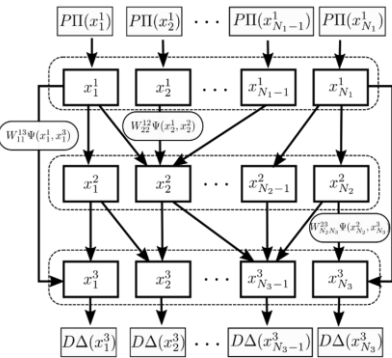 PΠ(x_1^1) PΠ(x_2^1) · · · PΠ(x_{N_1−1}^1) PΠ(x_{N_1}^1)
x_1^1 x_2^1 · · · x_{N_1−1}^1 x_{N_1}^1
W_{11}^{13}Ψ(x_1^1, x_1^3) W_{22}^{12}Ψ(x_2^1, x_2^2)
x_1^2 x_2^2 · · · x_{N_2−1}^2 x_{N_2}^2
W_{N_2N_3}^{23}Ψ(x_{N_2}^2, x_{N_3}^3)
x_1^3 x_2^3 · · · x_{N_3−1}^3 x_{N_3}^3
DΔ(x_1^3) DΔ(x_2^3) · · · DΔ(x_{N_3−1}^3) DΔ(x_{N_3}^3)